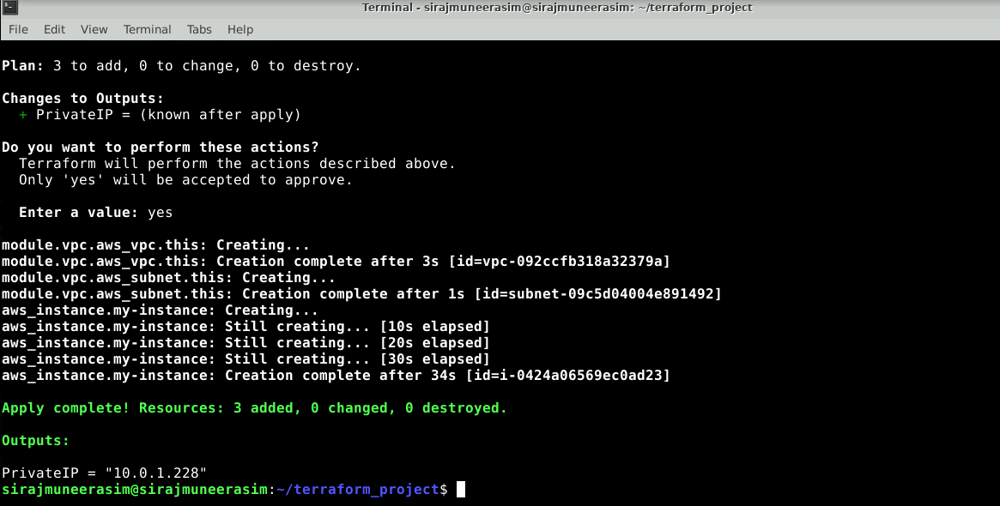 Terminal - sirajmuneerasim@sirajmuneerasim: ~/terraform_project
File Edit View Terminal Tabs Help
Plan: 3 to add, 0 to change, 0 to destroy.
Changes to Outputs:
+ PrivateIP = (known after apply)
Do you want to perform these actions?
Terraform will perform the actions described above.
Only 'yes' will be accepted to approve.
Enter a value: yes
module.vpc.aws_vpc.this: Creating...
module.vpc.aws_vpc.this: Creation complete after 3s [id=vpc-092ccfb318a32379a]
module.vpc.aws_subnet.this: Creating...
module.vpc.aws_subnet.this: Creation complete after 1s [id=subnet-09c5d04004e891492]
aws_instance.my-instance: Creating...
aws_instance.my-instance: Still creating... [10s elapsed]
aws_instance.my-instance: Still creating... [20s elapsed]
aws_instance.my-instance: Still creating... [30s elapsed]
aws_instance.my-instance: Creation complete after 34s [id=i-0424a06569ec0ad23]
Apply complete! Resources: 3 added, 0 changed, 0 destroyed.
Outputs:
PrivateIP = "10.0.1.228"
sirajmuneerasim@sirajmuneerasim:~/terraform_project$